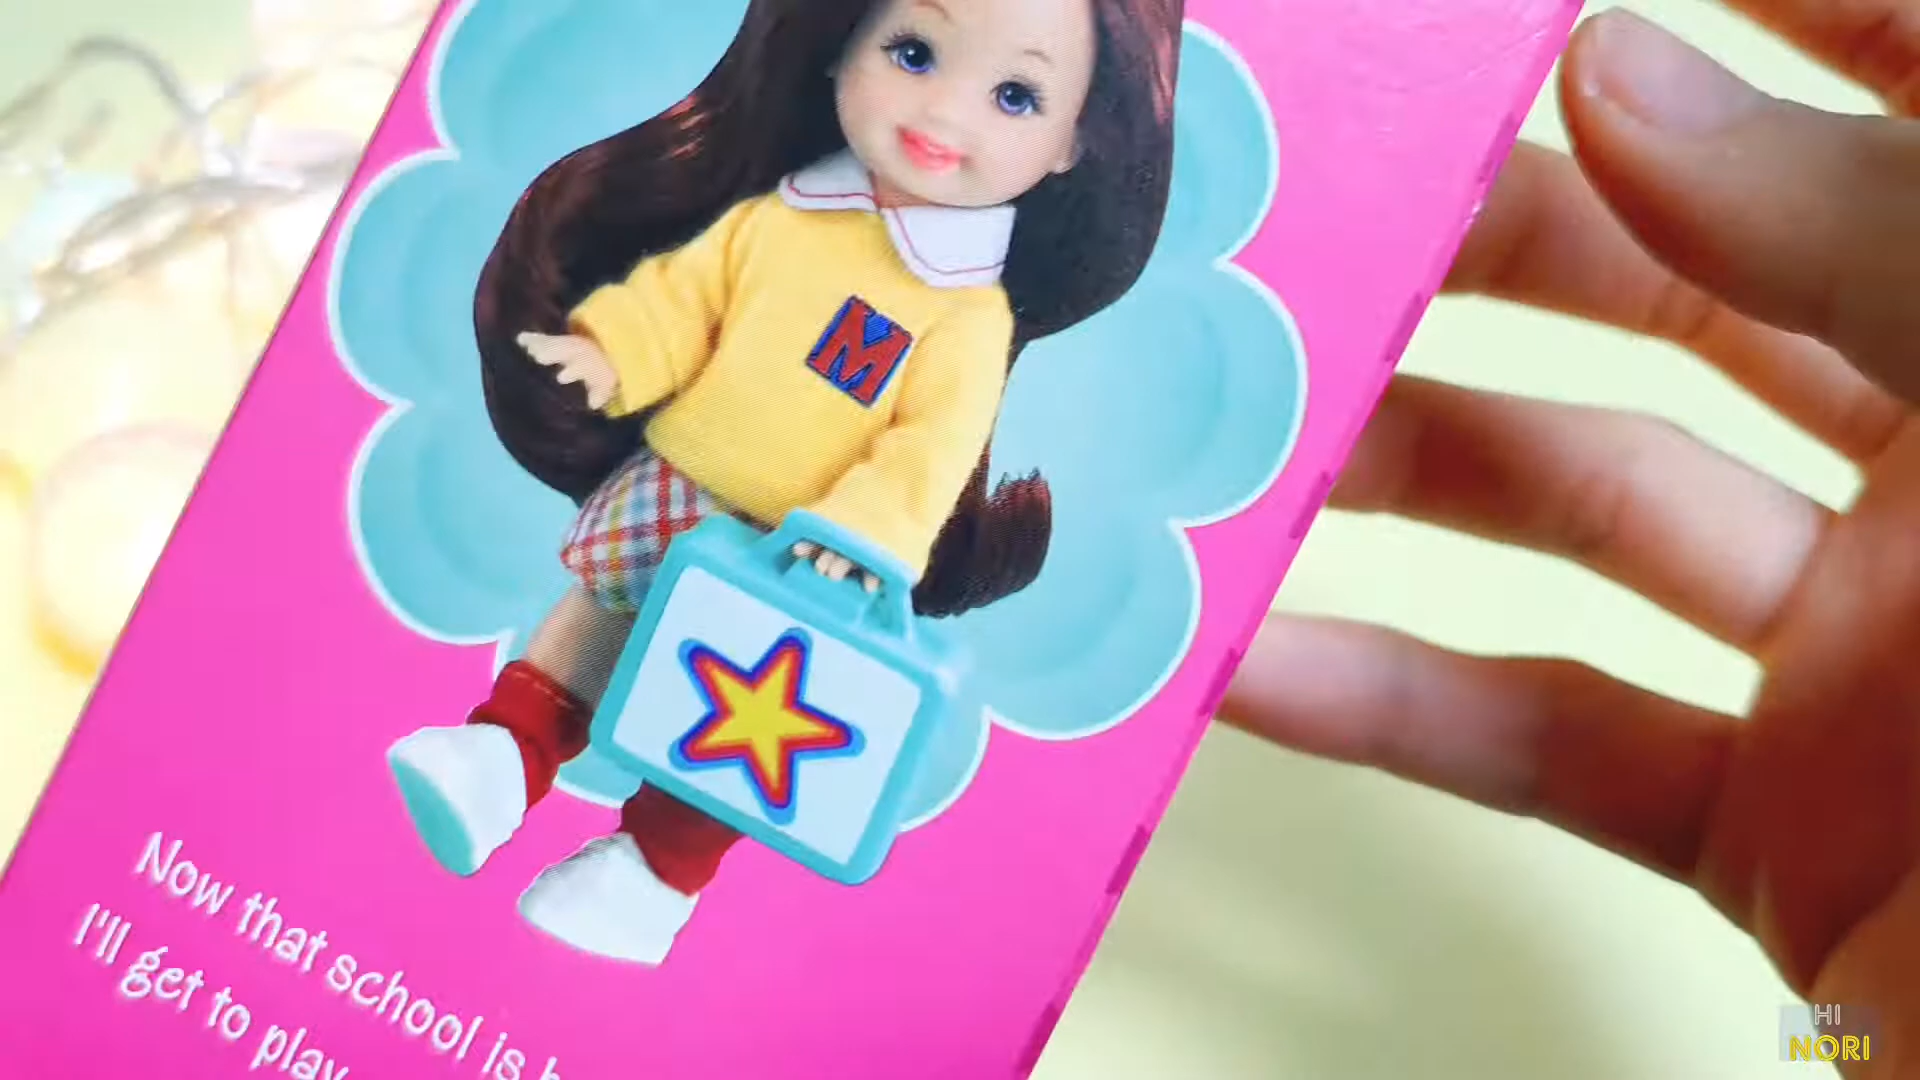 M
Now that school is
I'll get to play
HI
NORI